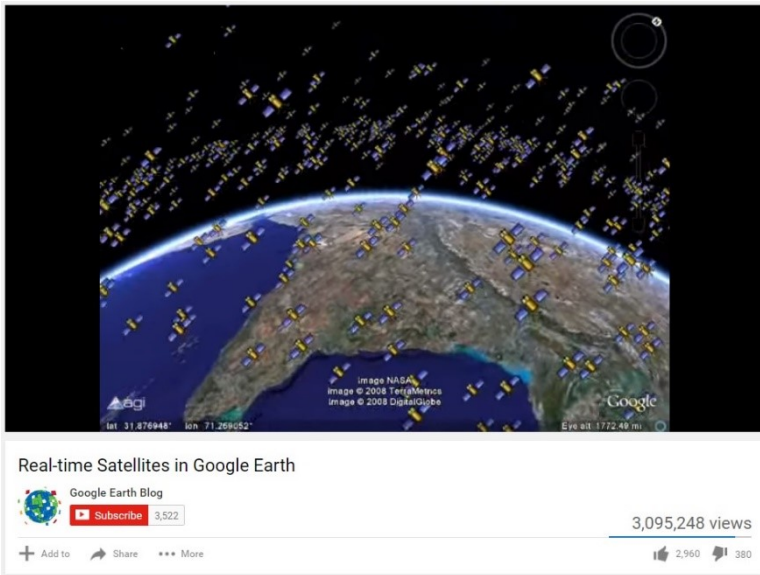 Image NASA
Image © 2008 TerraMetrics
Image © 2008 DigitalGlobe
agi
Google
lat 31.876948° lon 71.269052°
Eye alt 1772.49 mi
Real-time Satellites in Google Earth
Google Earth Blog
Subscribe 3,522
3,095,248 views
Add to Share More
2,960 380